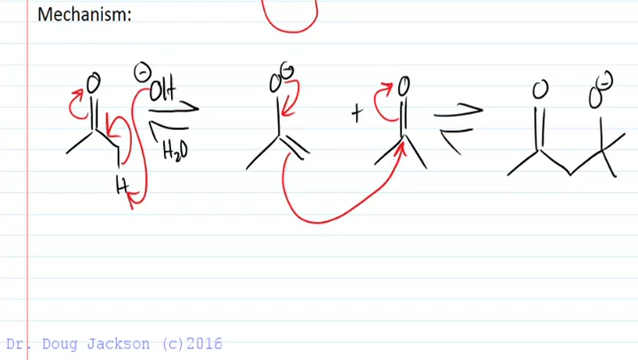 Mechanism:
O ⊖OH O⊖ + O O O⊖
H₂O
H
Dr. Doug Jackson (c)2016